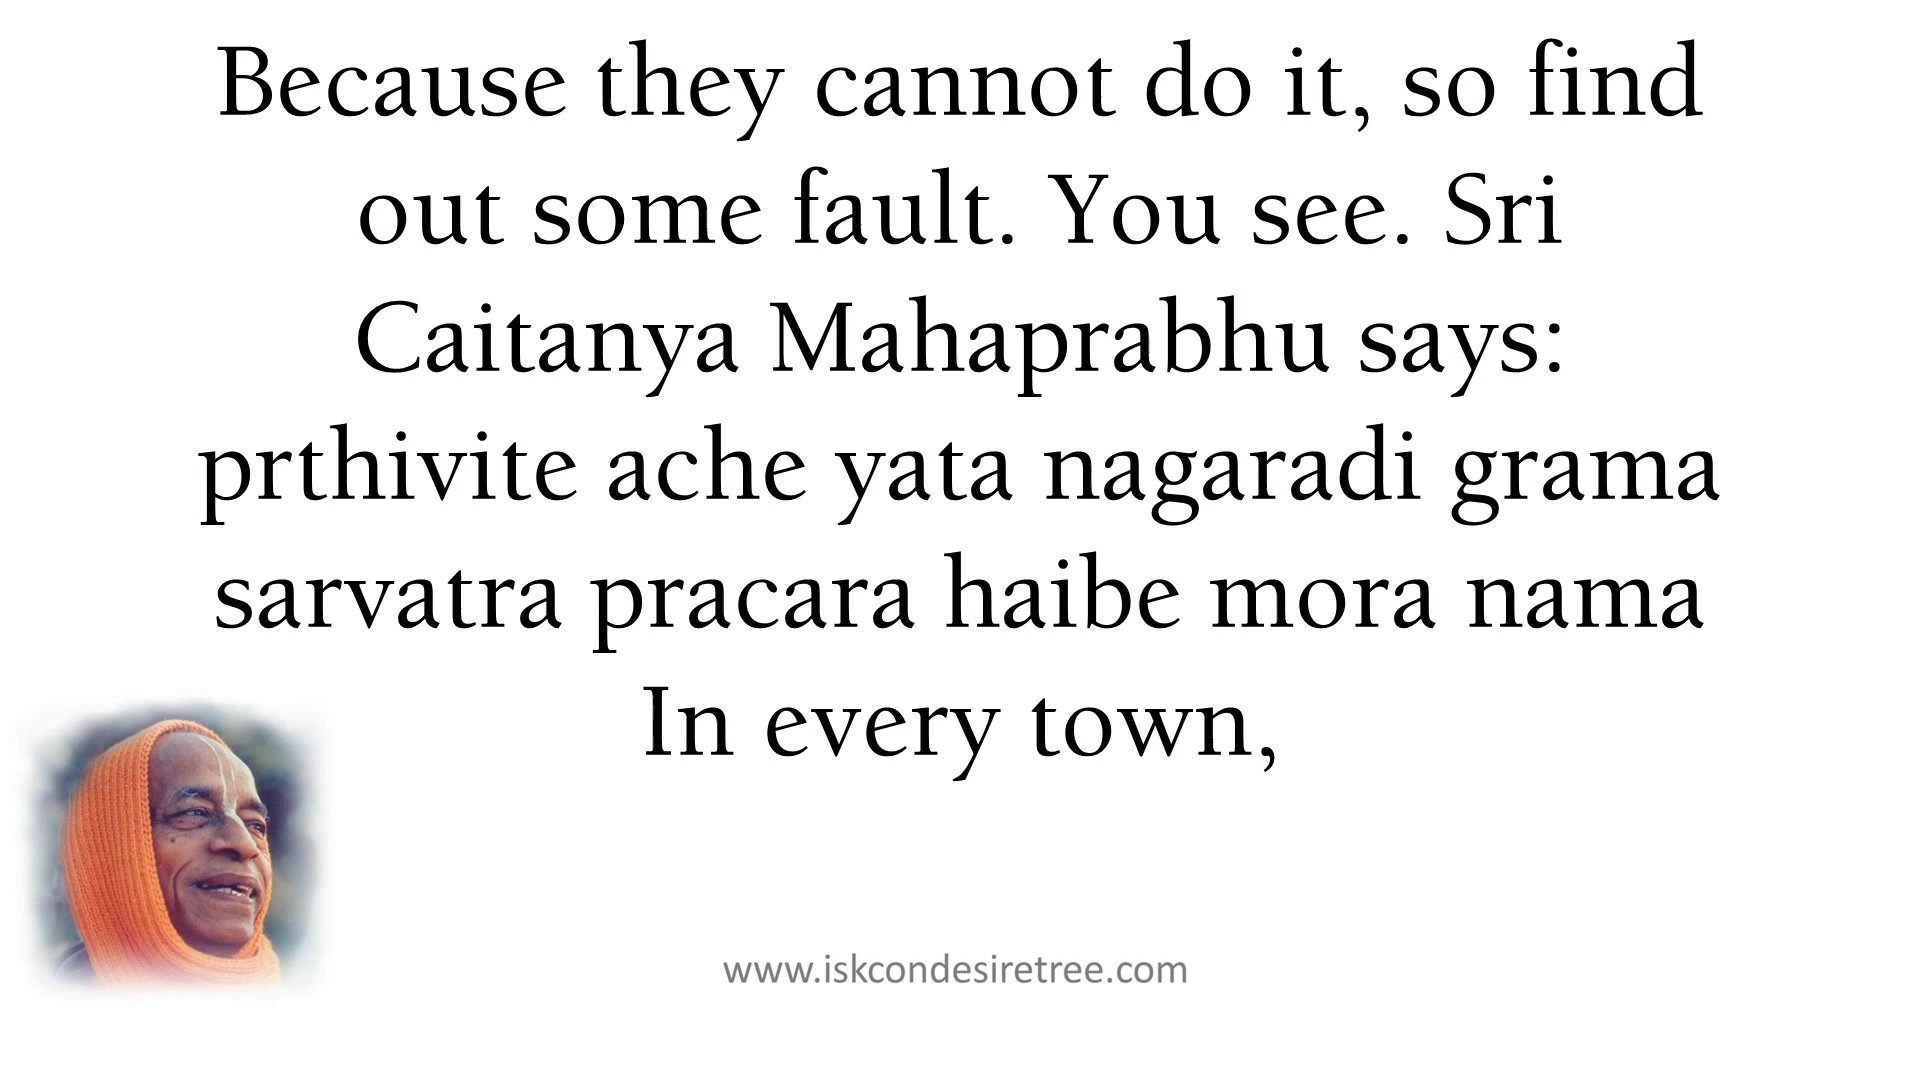 Because they cannot do it, so find
out some fault. You see. Sri
Caitanya Mahaprabhu says:
prthivite ache yata nagaradi grama
sarvatra pracara haibe mora nama
In every town,
www.iskcondesiretree.com